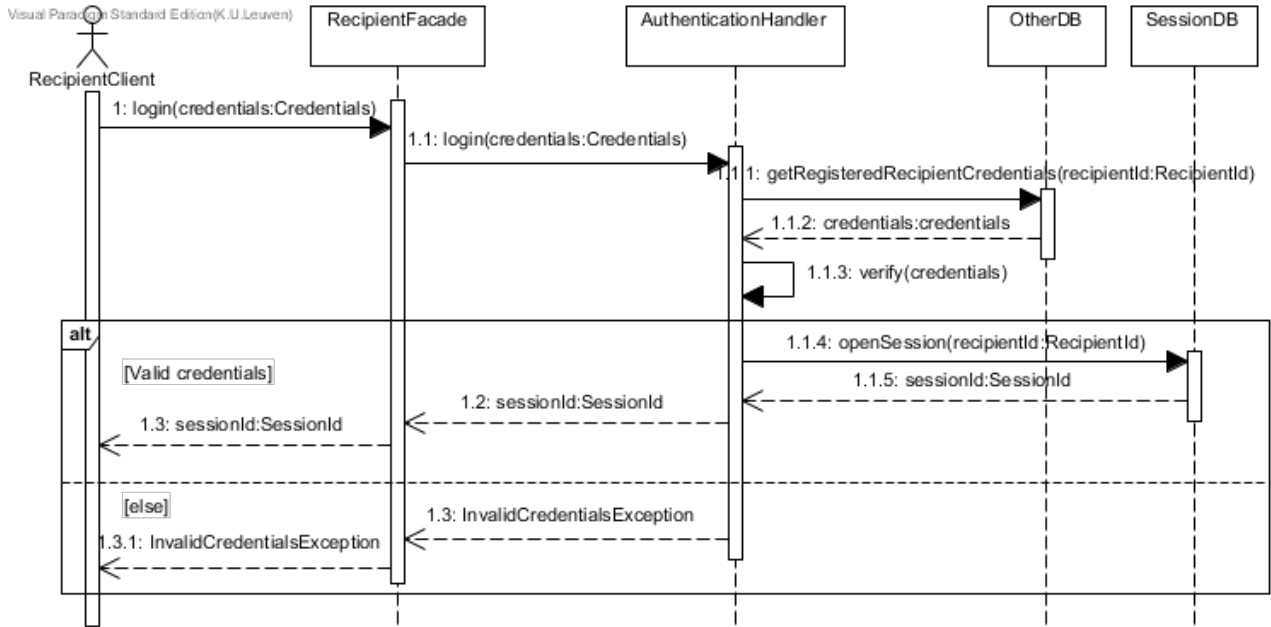 Visual Paradigm Standard Edition(K.U.Leuven)
RecipientClient
RecipientFacade
AuthenticationHandler
OtherDB
SessionDB
1: login(credentials:Credentials)
1.1: login(credentials:Credentials)
1.1.1: getRegisteredRecipientCredentials(recipientId:RecipientId)
1.1.2: credentials:credentials
1.1.3: verify(credentials)
alt
1.1.4: openSession(recipientId:RecipientId)
[Valid credentials]
1.1.5: sessionId:SessionId
1.2: sessionId:SessionId
1.3: sessionId:SessionId
[else]
1.3: InvalidCredentialsException
1.3.1: InvalidCredentialsException